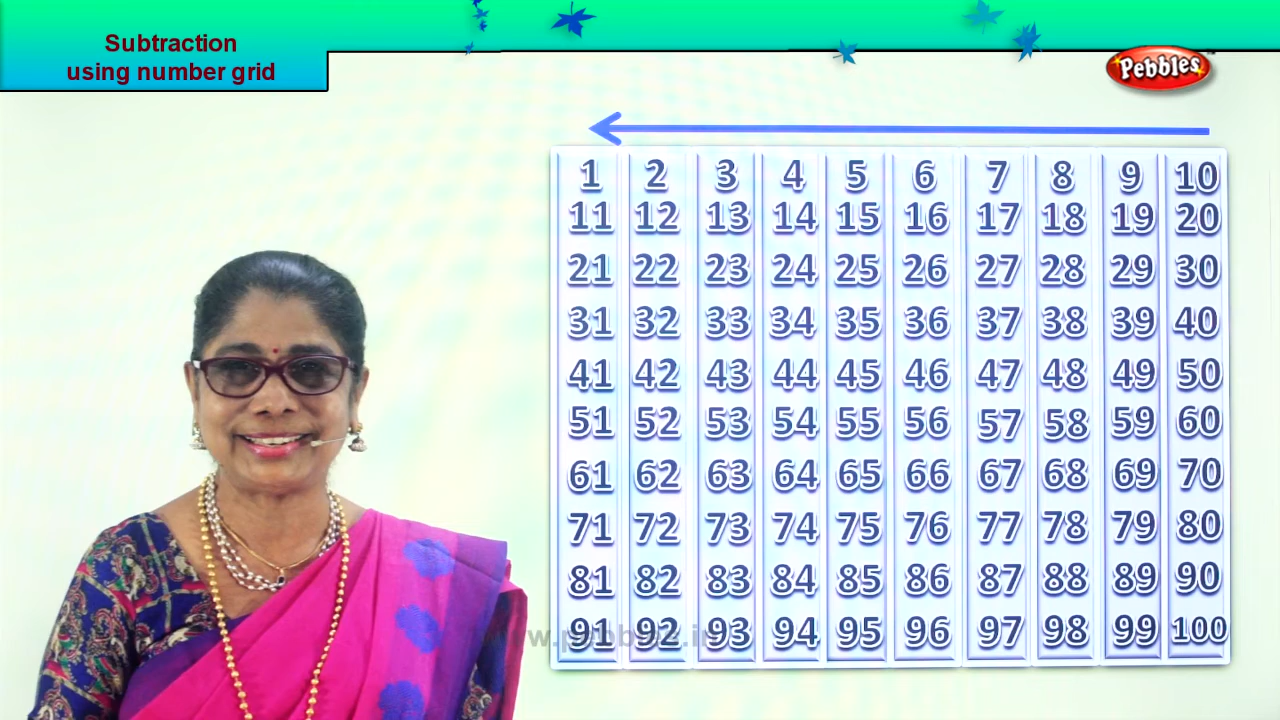 Subtraction
using number grid
Pebbles
1 2 3 4 5 6 7 8 9 10
11 12 13 14 15 16 17 18 19 20
21 22 23 24 25 26 27 28 29 30
31 32 33 34 35 36 37 38 39 40
41 42 43 44 45 46 47 48 49 50
51 52 53 54 55 56 57 58 59 60
61 62 63 64 65 66 67 68 69 70
71 72 73 74 75 76 77 78 79 80
81 82 83 84 85 86 87 88 89 90
91 92 93 94 95 96 97 98 99 100